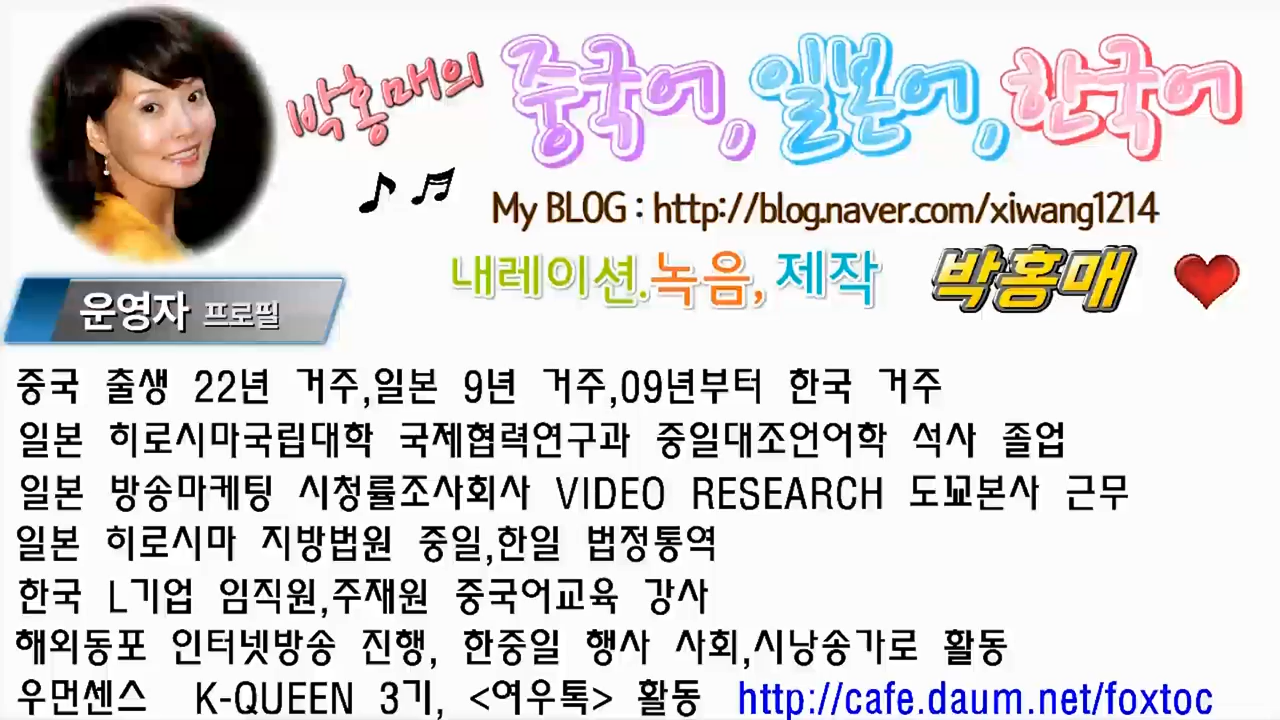 박홍매의 중국어, 일본어, 한국어
My BLOG : http://blog.naver.com/xiwang1214
내레이션.녹음, 제작 박홍매
운영자 프로필
중국 출생 22년 거주,일본 9년 거주,09년부터 한국 거주
일본 히로시마국립대학 국제협력연구과 중일대조언어학 석사 졸업
일본 방송마케팅 시청률조사회사 VIDEO RESEARCH 도꾜본사 근무
일본 히로시마 지방법원 중일,한일 법정통역
한국 L기업 임직원,주재원 중국어교육 강사
해외동포 인터넷방송 진행, 한중일 행사 사회,시낭송가로 활동
우먼센스 K-QUEEN 3기, <여우톡> 활동 http://cafe.daum.net/foxtoc